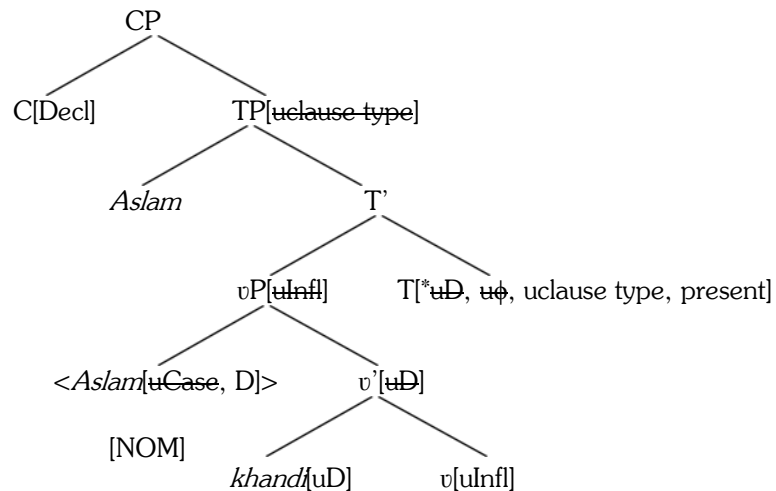 CP
C[Decl] TP[uclause type]
Aslam T’
vP[uInfl] T[*uD, uϕ, uclause type, present]
<Aslam[uCase, D]> v’[uD]
[NOM]
khandi[uD] v[uInfl]